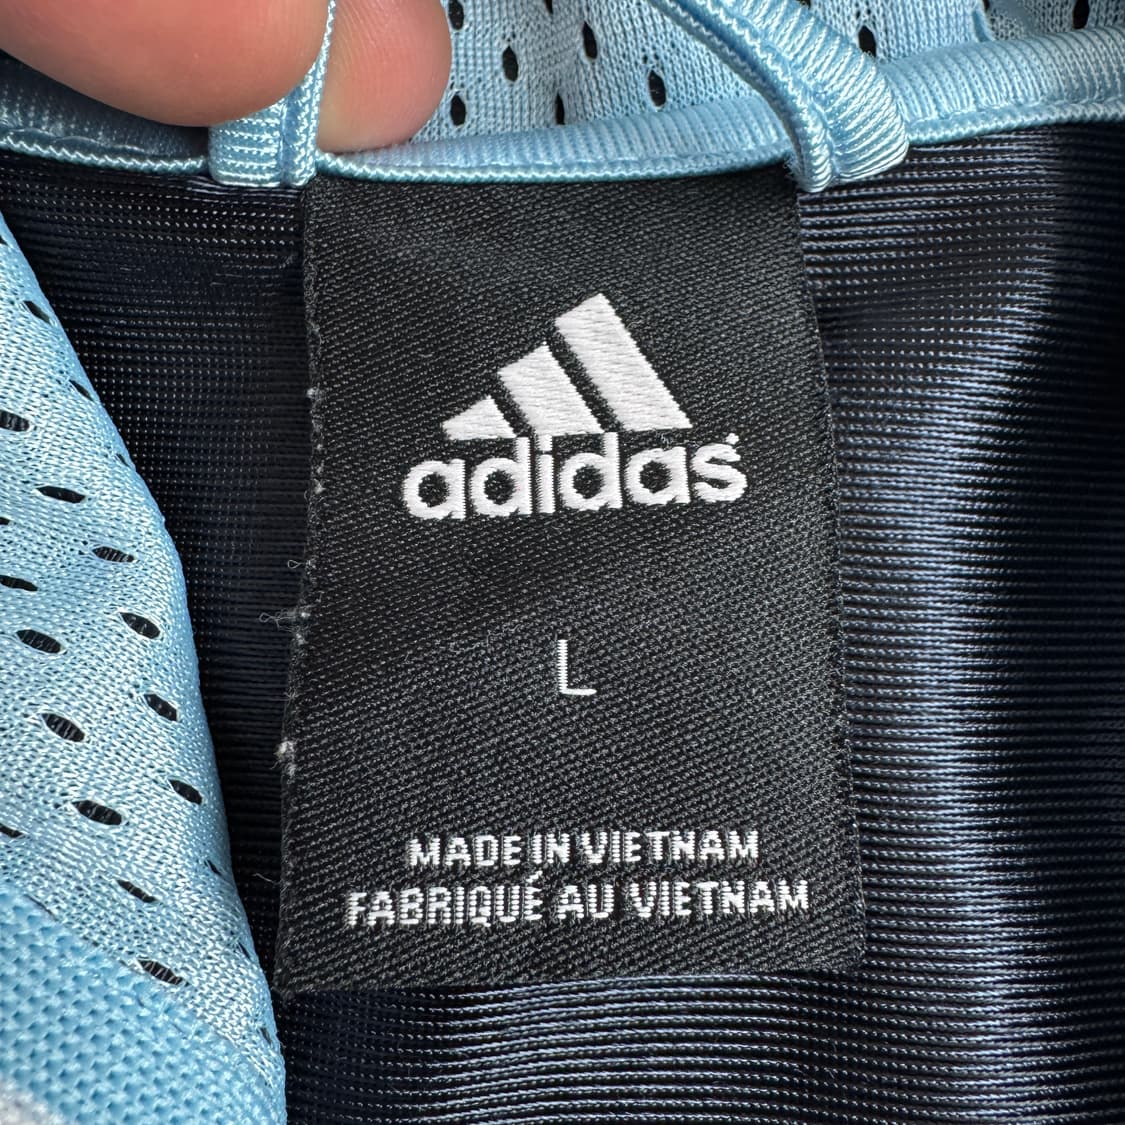 adidas
L
MADE IN VIETNAM
FABRIQUÉ AU VIETNAM